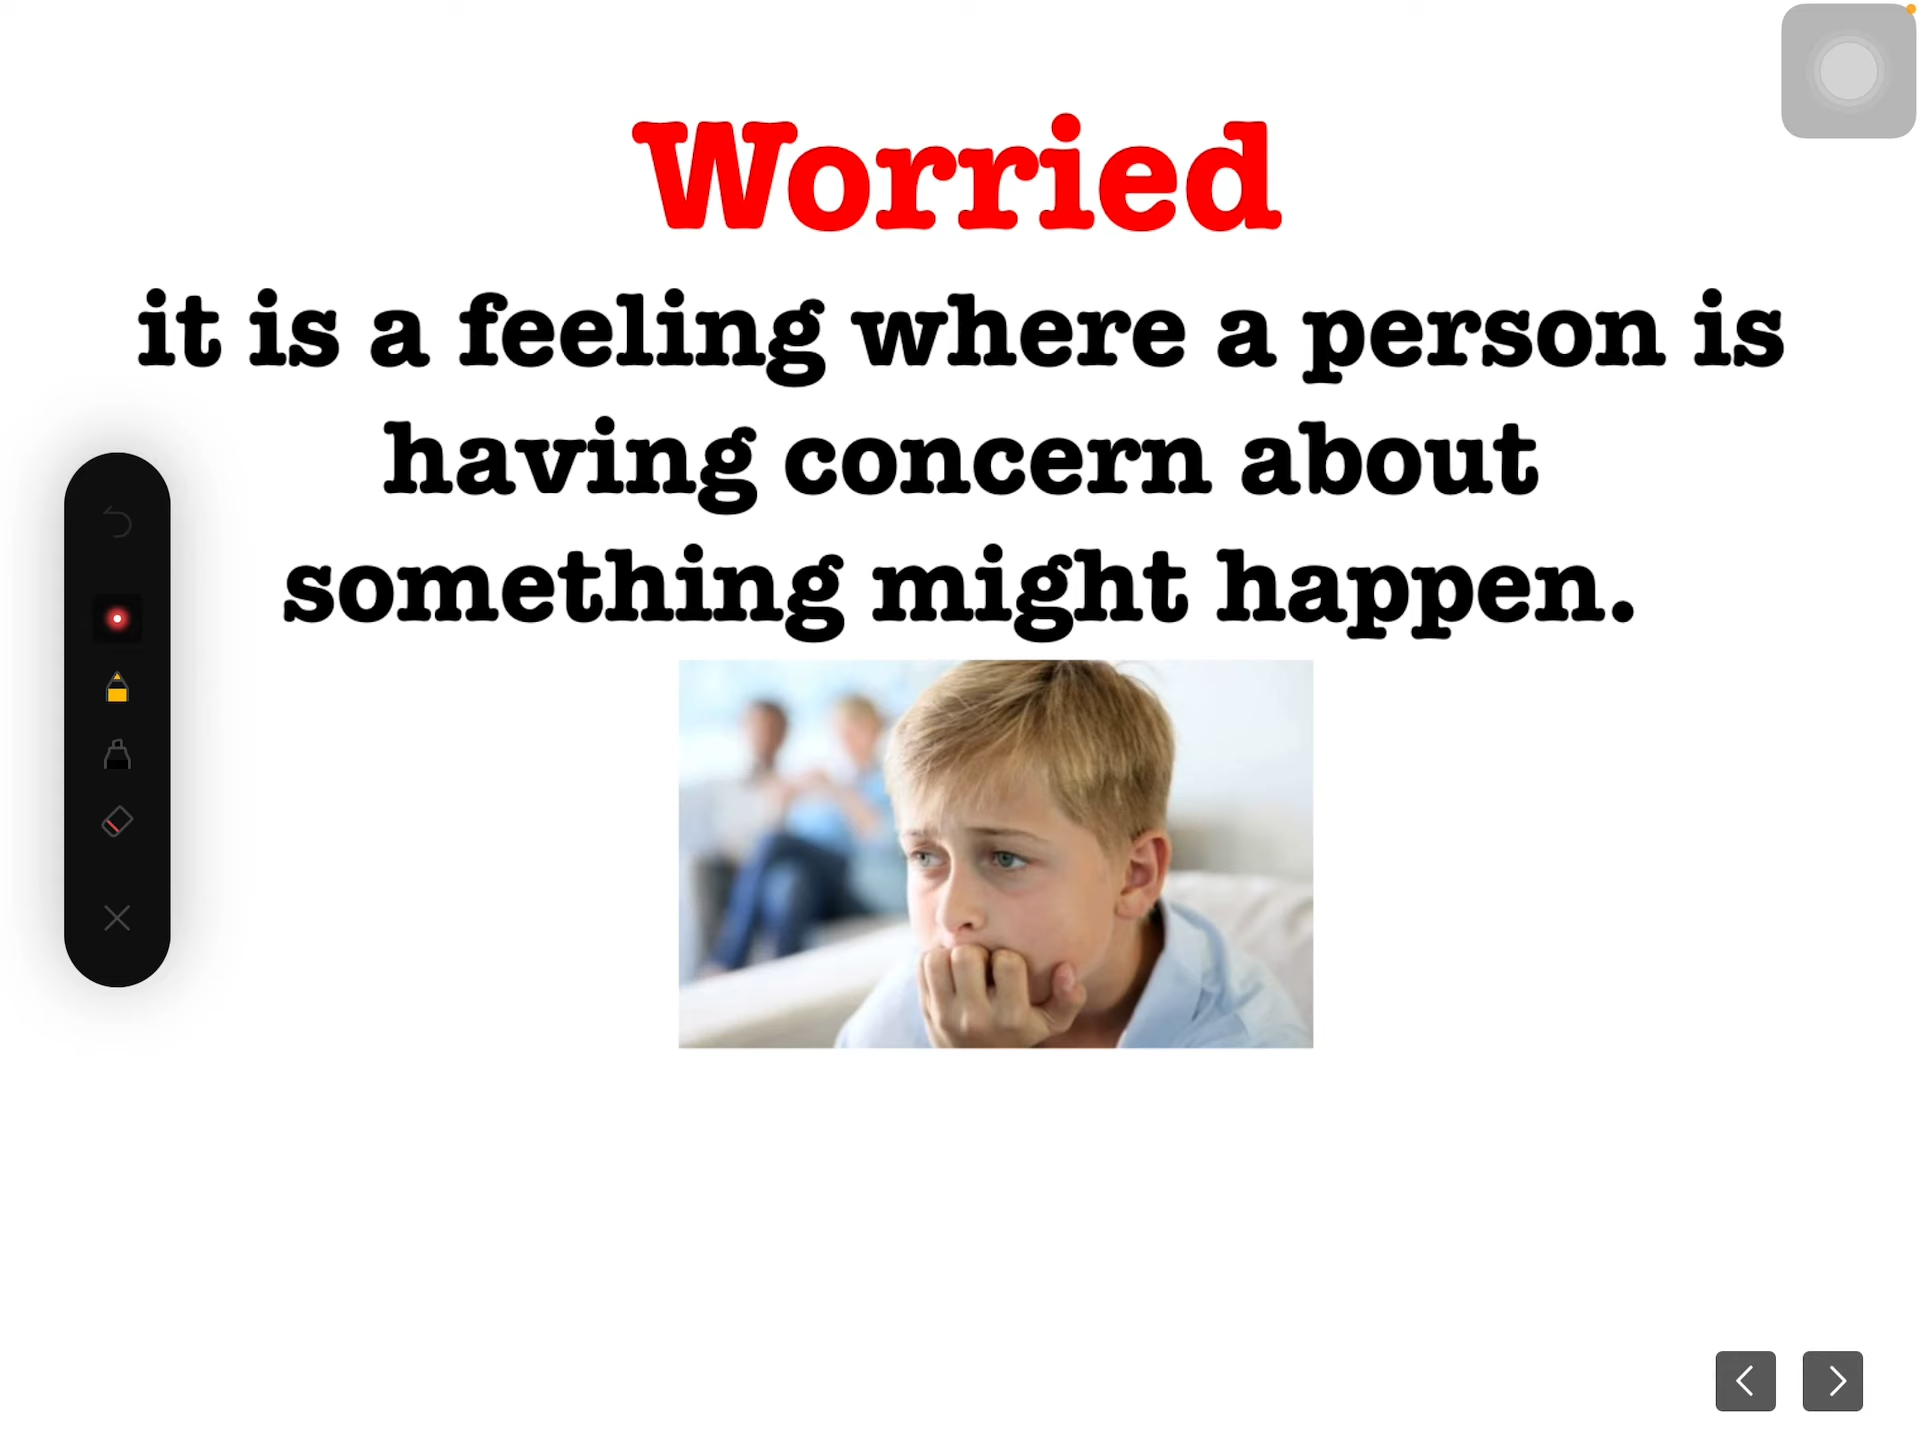 Worried
it is a feeling where a person is
having concern about
something might happen.